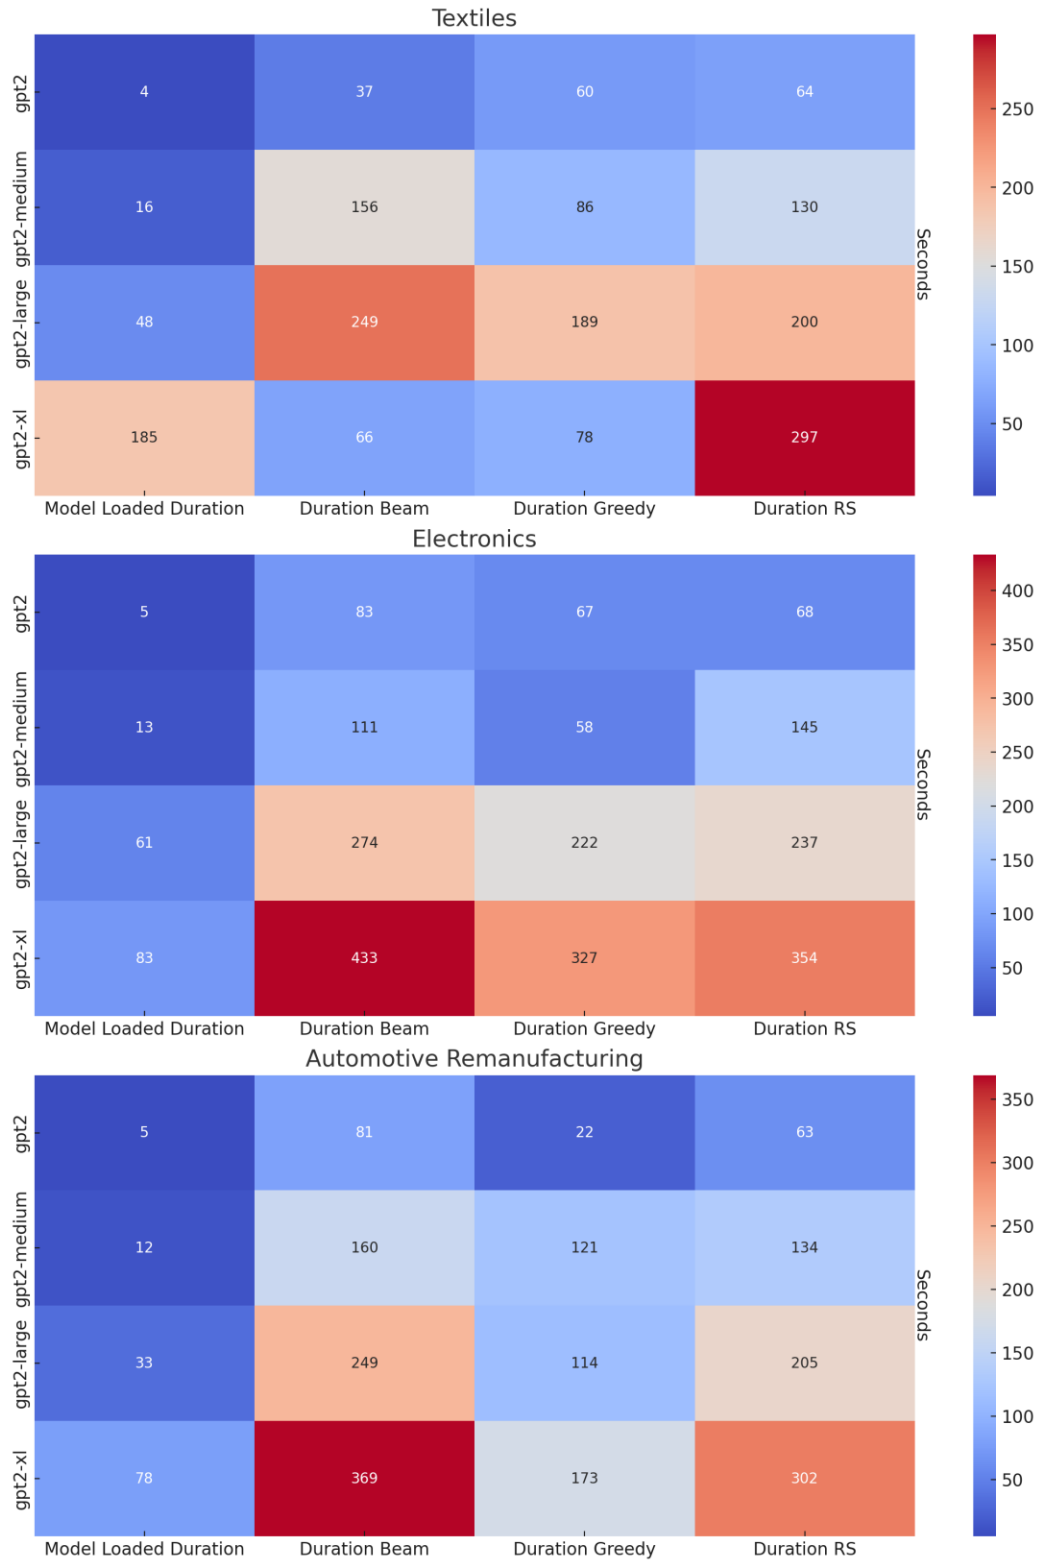 Textiles
gpt2 4 37 60 64
gpt2-medium 16 156 86 130
gpt2-large 48 249 189 200
gpt2-xl 185 66 78 297
Model Loaded Duration Duration Beam Duration Greedy Duration RS
Seconds
250
200
150
100
50
Electronics
gpt2 5 83 67 68
gpt2-medium 13 111 58 145
gpt2-large 61 274 222 237
gpt2-xl 83 433 327 354
Model Loaded Duration Duration Beam Duration Greedy Duration RS
Seconds
400
350
300
250
200
150
100
50
Automotive Remanufacturing
gpt2 5 81 22 63
gpt2-medium 12 160 121 134
gpt2-large 33 249 114 205
gpt2-xl 78 369 173 302
Model Loaded Duration Duration Beam Duration Greedy Duration RS
Seconds
350
300
250
200
150
100
50